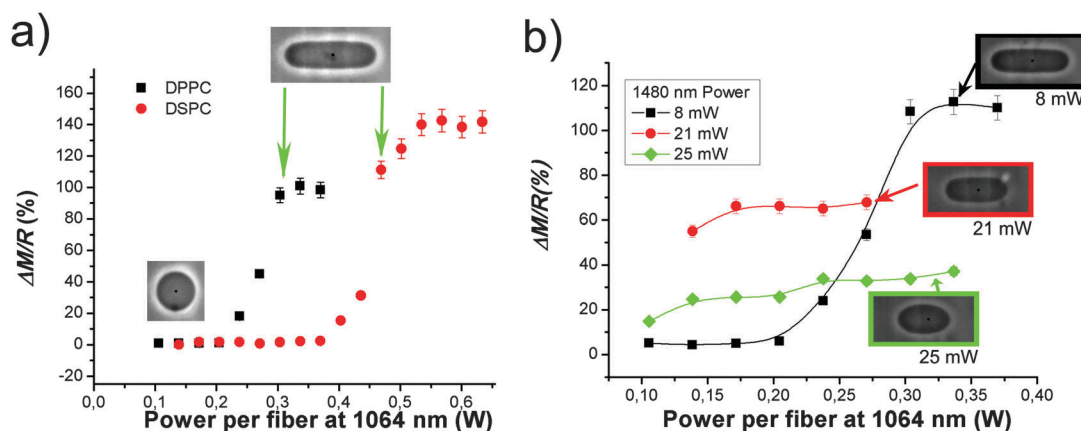 a)
DPPC
DSPC
160
140
120
100
80
60
40
20
0
-20
ΔM/R(%)
0,0 0,1 0,2 0,3 0,4 0,5 0,6
Power per fiber at 1064 nm (W)
b)
1480 nm Power
8 mW
21 mW
25 mW
8 mW
21 mW
25 mW
120
100
80
60
40
20
0
ΔM/R(%)
0,10 0,15 0,20 0,25 0,30 0,35 0,40
Power per fiber at 1064 nm (W)